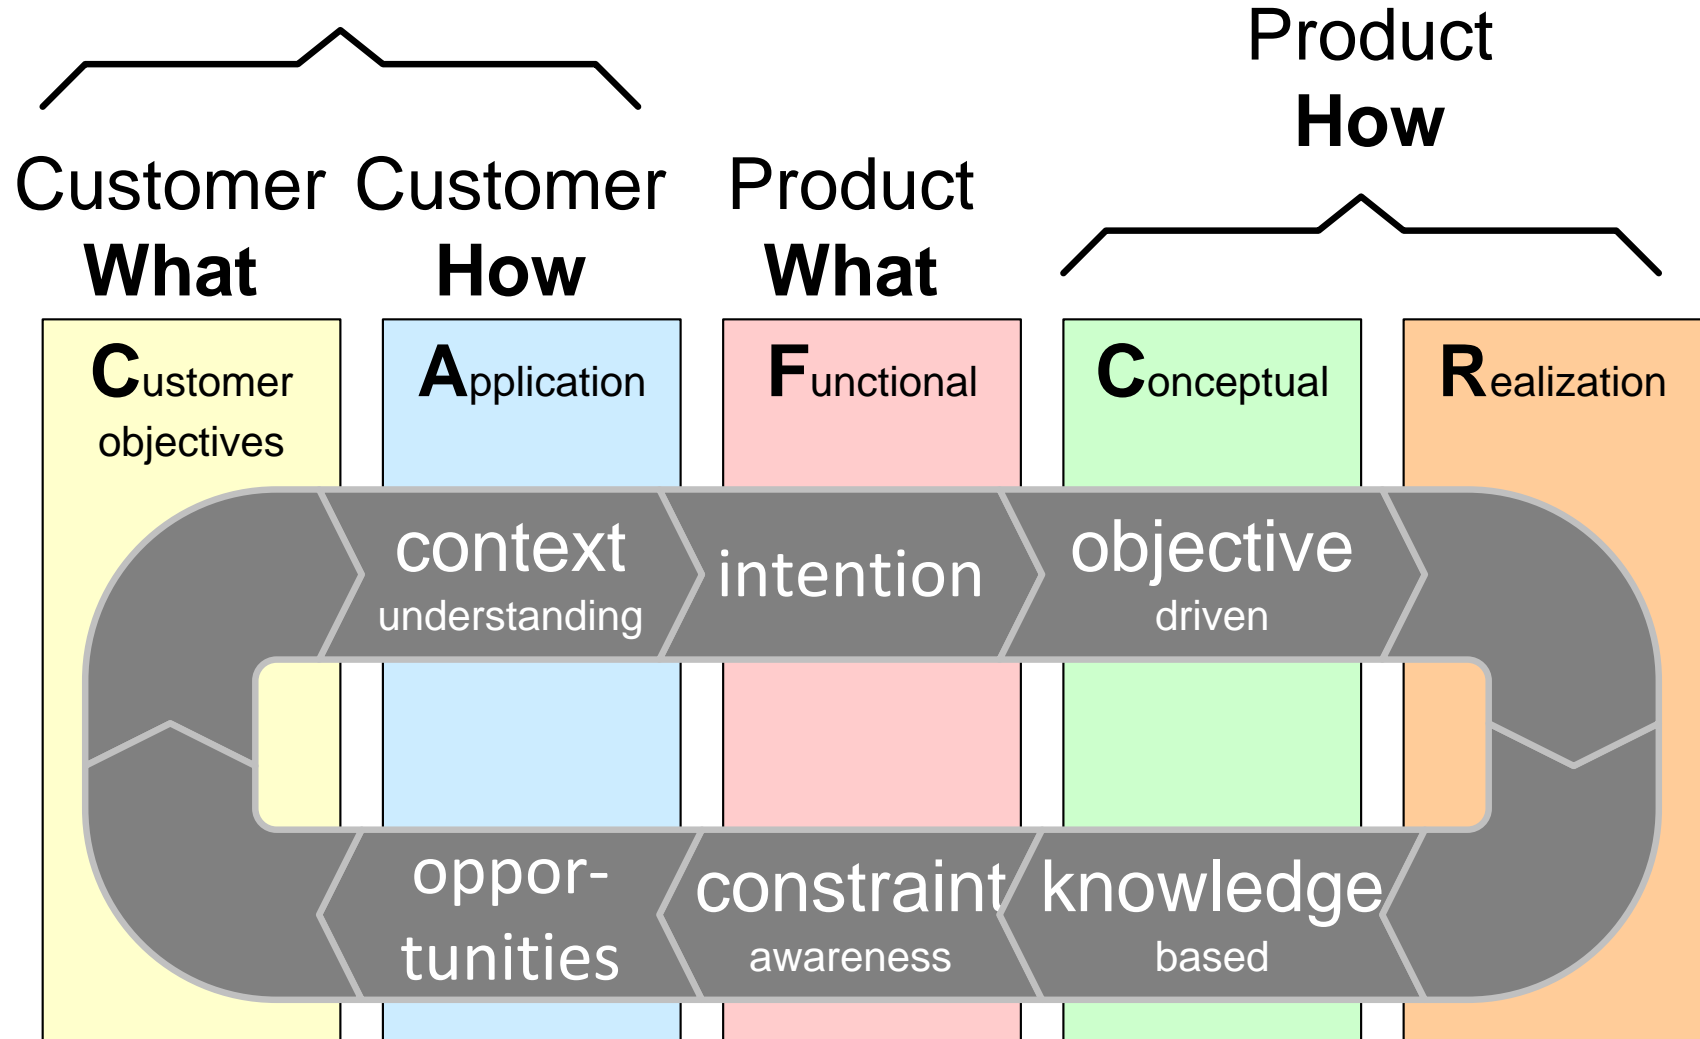 Product
How
Customer Customer Product
What How What
Customer
objectives
Application
Functional
Conceptual
Realization
context
understanding
intention
objective
driven
oppor-
tunities
constraint
awareness
knowledge
based